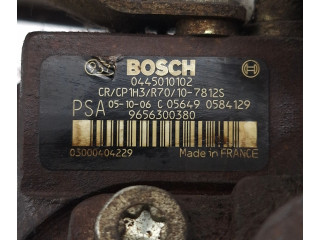 BOSCH
0445010102
CR/CP1H3/R70/10-7812S
PSA 05-10-06 C 05649 0584129
9656300380
03000404229 Made in FRANCE